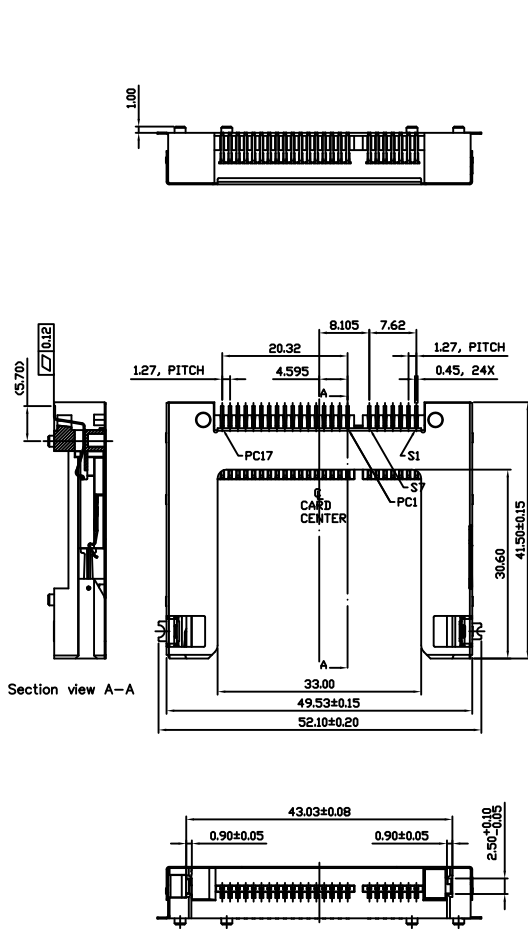 1.00
8.105
7.62
20.32
1.27, PITCH
1.27, PITCH
4.595
0.45, 24X
(5.70)
0.12
A
PC17
S1
S7
PC1
CARD
CENTER
30.60
41.50±0.15
A
Section view A-A
33.00
49.53±0.15
52.10±0.20
43.03±0.08
0.90±0.05
0.90±0.05
2.50+0.10-0.05